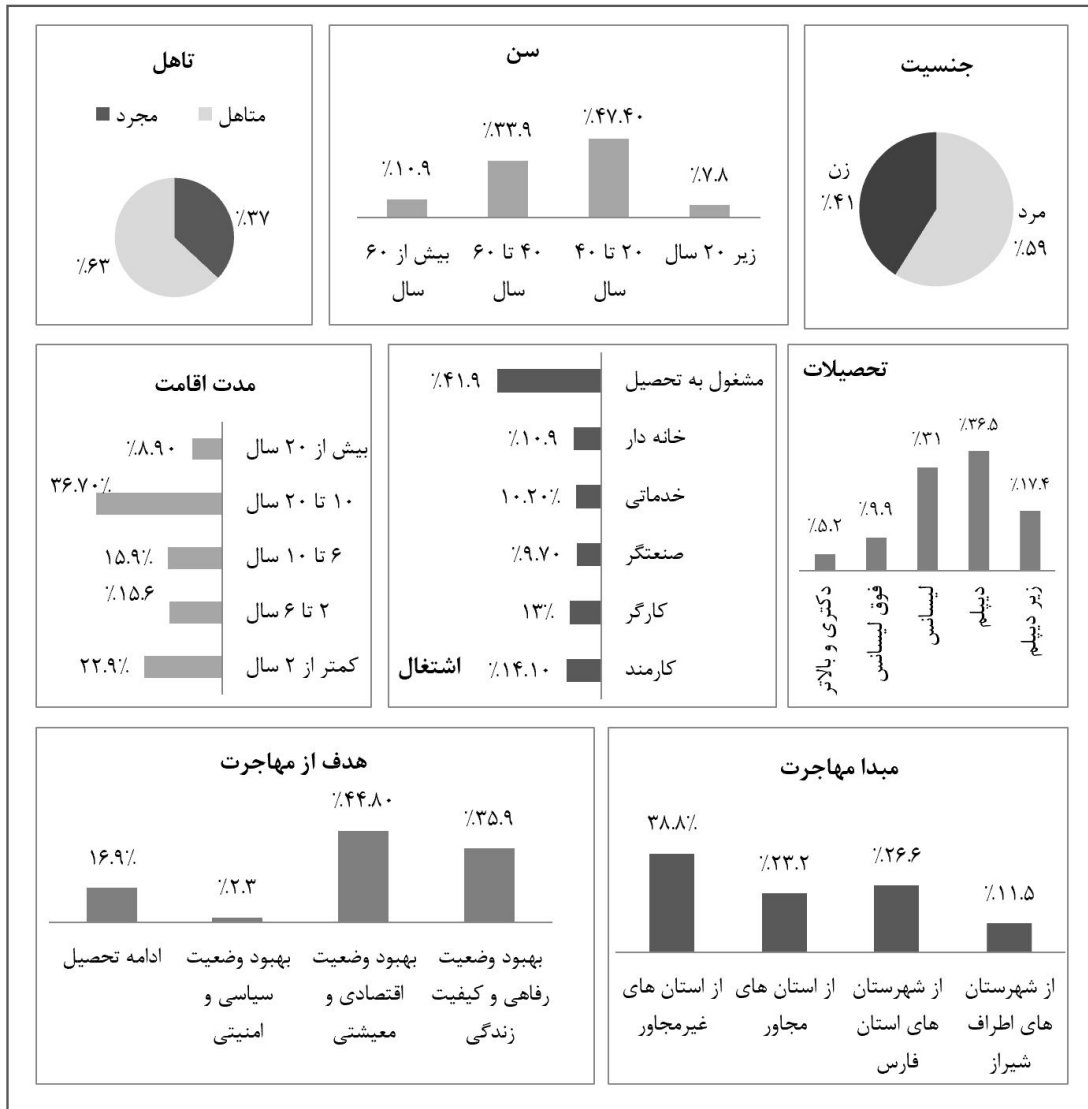 جنسیت
زن
٪۴۱
مرد
٪۵۹
سن
٪۷.۸
٪۴۷.۴۰
٪۳۳.۹
٪۱۰.۹
زیر ۲۰ سال
۲۰ تا ۴۰
سال
۴۰ تا ۶۰
سال
بیش از ۶۰
سال
تاهل
مجرد
متاهل
٪۳۷
٪۶۳
تحصیلات
٪۱۷.۴
٪۳۶.۵
٪۳۱
٪۹.۹
٪۵.۲
زیر دیپلم
دیپلم
لیسانس
فوق لیسانس
دکتری و بالاتر
مشغول به تحصیل
٪۴۱.۹
خانه دار
٪۱۰.۹
خدماتی
۱۰.۲۰٪
صنعتگر
٪۹.۷۰
کارگر
۱۳٪
کارمند
٪۱۴.۱۰
اشتغال
مدت اقامت
بیش از ۲۰ سال
٪۸.۹۰
۱۰ تا ۲۰ سال
۳۶.۷۰٪
۶ تا ۱۰ سال
۱۵.۹٪
۲ تا ۶ سال
٪۱۵.۶
کمتر از ۲ سال
۲۲.۹٪
مبدا مهاجرت
٪۱۱.۵
٪۲۶.۶
٪۲۳.۲
۳۸.۸٪
از شهرستان
های اطراف
شیراز
از شهرستان
های استان
فارس
از استان های
مجاور
از استان های
غیرمجاور
هدف از مهاجرت
٪۳۵.۹
٪۴۴.۸۰
٪۲.۳
۱۶.۹٪
بهبود وضعیت
رفاهی و کیفیت
زندگی
بهبود وضعیت
اقتصادی و
معیشتی
بهبود وضعیت
سیاسی و
امنیتی
ادامه تحصیل